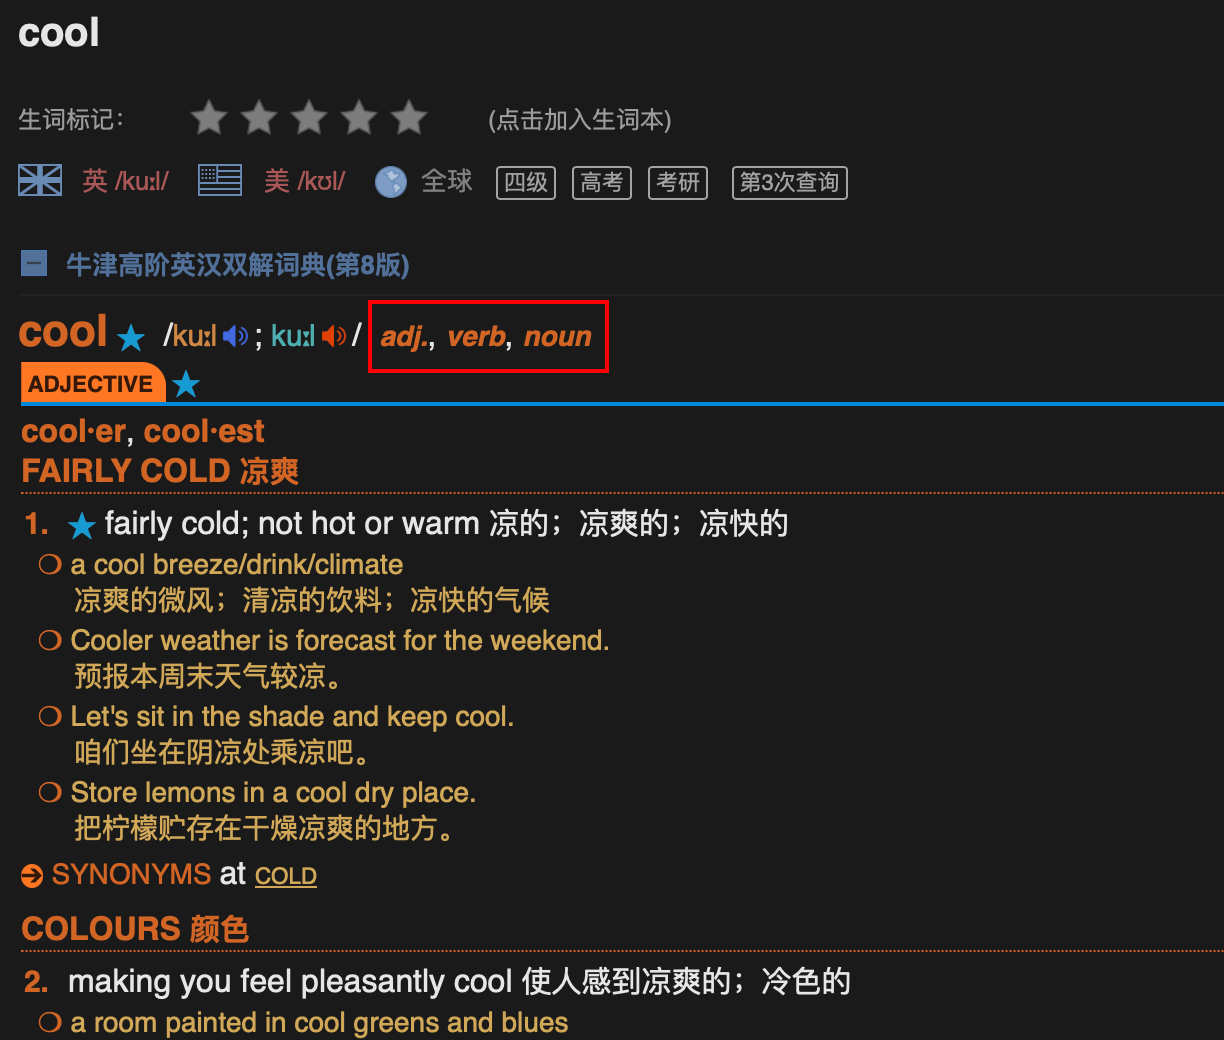 cool
生词标记： (点击加入生词本)
英 /kuːl/ 美 /kʊl/ 全球 四级 高考 考研 第3次查询
牛津高阶英汉双解词典(第8版)
cool /kuːl ; kuːl / adj., verb, noun
ADJECTIVE
cool·er, cool·est
FAIRLY COLD 凉爽
1. fairly cold; not hot or warm 凉的；凉爽的；凉快的
a cool breeze/drink/climate
凉爽的微风；清凉的饮料；凉快的气候
Cooler weather is forecast for the weekend.
预报本周末天气较凉。
Let's sit in the shade and keep cool.
咱们坐在阴凉处乘凉吧。
Store lemons in a cool dry place.
把柠檬贮存在干燥凉爽的地方。
SYNONYMS at COLD
COLOURS 颜色
2. making you feel pleasantly cool 使人感到凉爽的；冷色的
a room painted in cool greens and blues